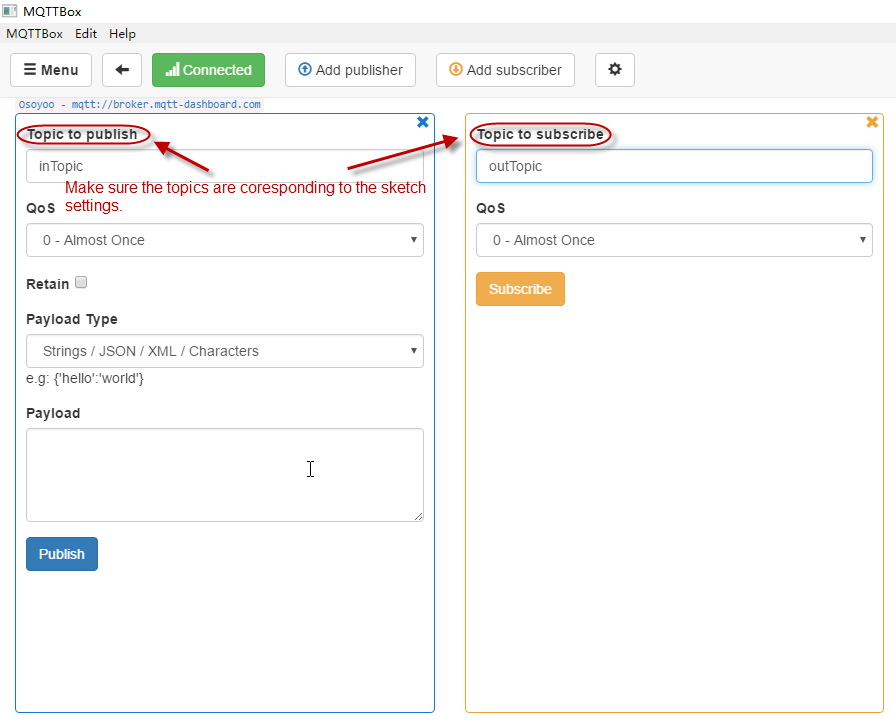 MQTTBox
MQTTBox Edit Help
Menu
Connected
Add publisher
Add subscriber
Osoyoo - mqtt://broker.mqtt-dashboard.com
Topic to publish
inTopic
Make sure the topics are coresponding to the sketch
settings.
QoS
0 - Almost Once
Retain
Payload Type
Strings / JSON / XML / Characters
e.g: {'hello':'world'}
Payload
Publish
Topic to subscribe
outTopic
QoS
0 - Almost Once
Subscribe